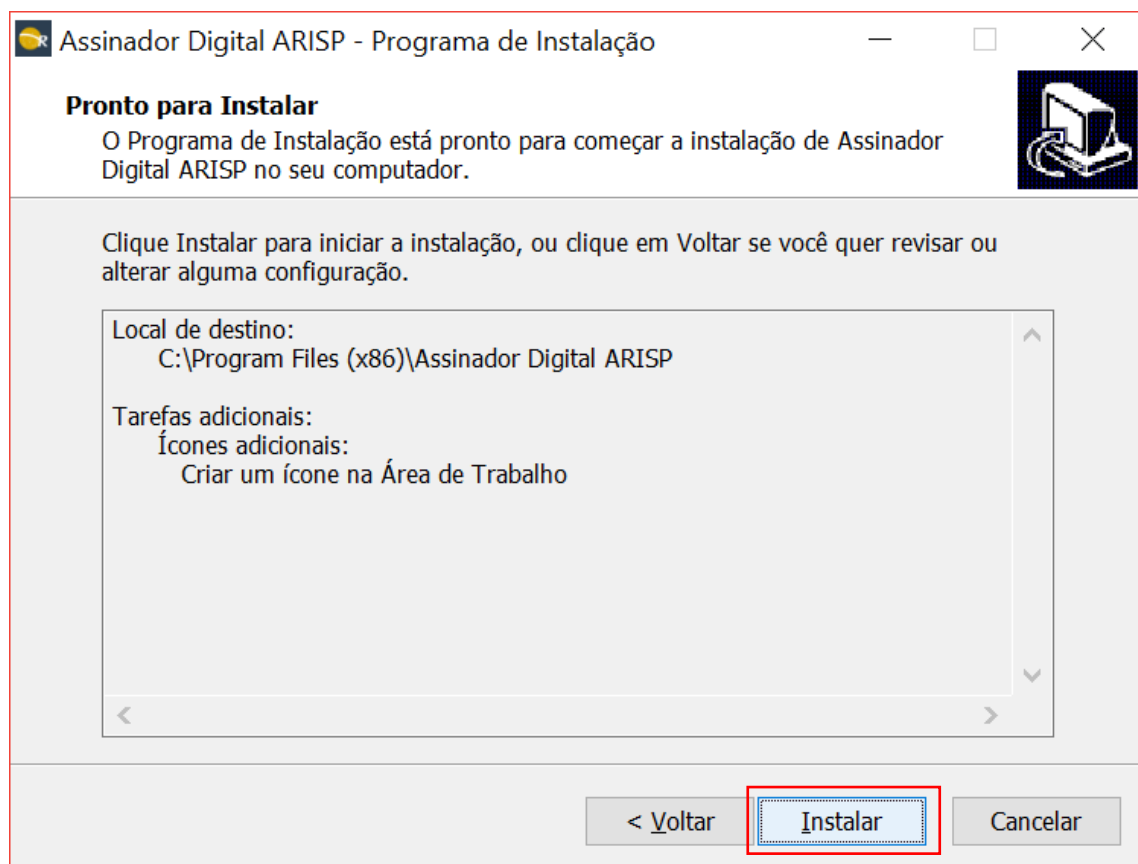 Assinador Digital ARISP - Programa de Instalação
Pronto para Instalar
O Programa de Instalação está pronto para começar a instalação de Assinador
Digital ARISP no seu computador.
Clique Instalar para iniciar a instalação, ou clique em Voltar se você quer revisar ou
alterar alguma configuração.
Local de destino:
C:\Program Files (x86)\Assinador Digital ARISP
Tarefas adicionais:
Ícones adicionais:
Criar um ícone na Área de Trabalho
< Voltar
Instalar
Cancelar